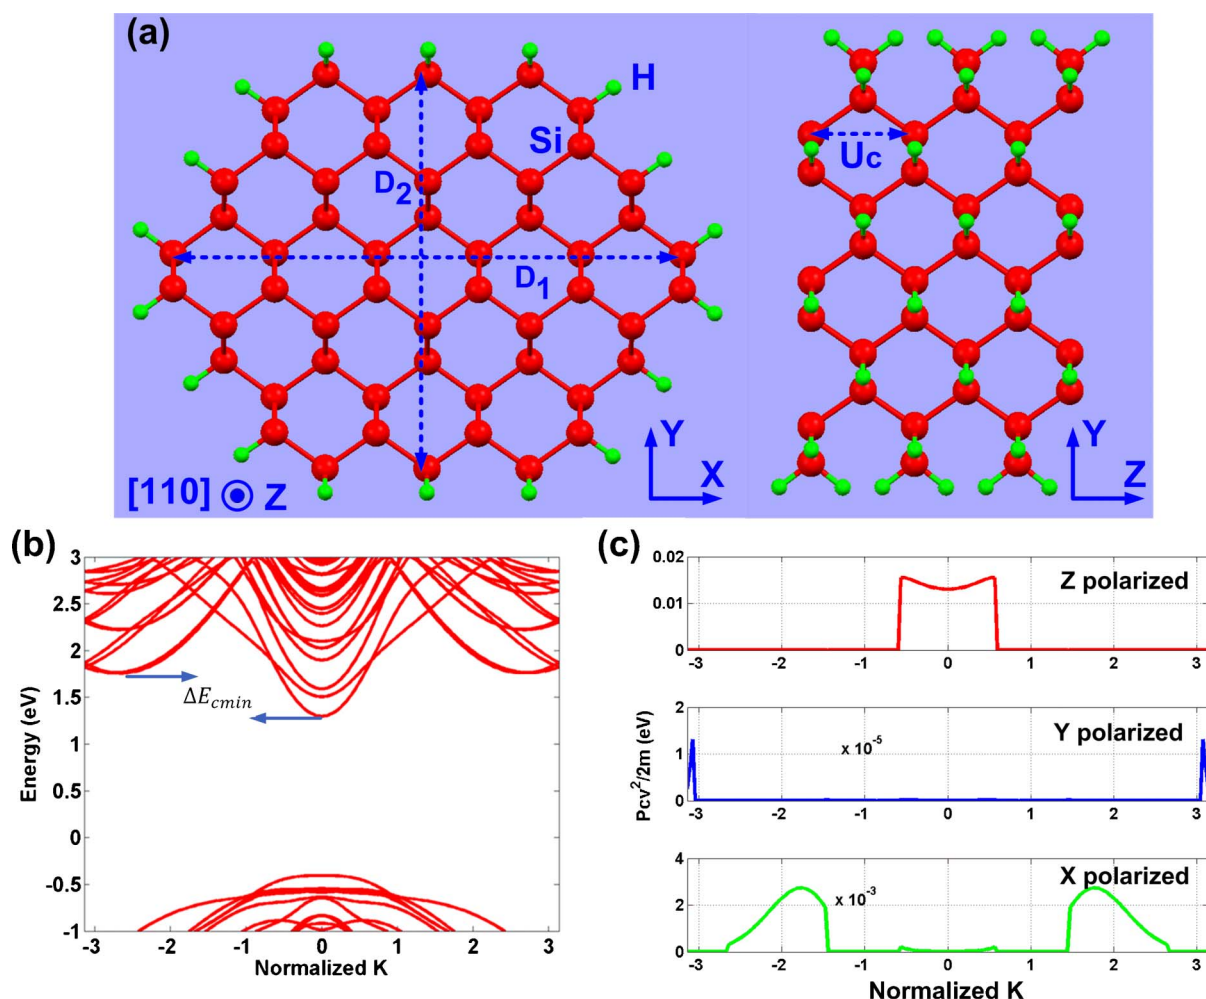 (a)
H
Si
D2
D1
Uc
Y
X
[110] Z
Y
Z
(b)
3
2.5
2
1.5
1
0.5
0
-0.5
-1
ΔE_cmin
Energy (eV)
-3 -2 -1 0 1 2 3
Normalized K
(c)
0.02
0.01
0
Z polarized
-3 -2 -1 0 1 2 3
2
1
0
x 10^-5
Y polarized
-3 -2 -1 0 1 2 3
Pcv²/2m (eV)
4
2
0
x 10^-3
X polarized
-3 -2 -1 0 1 2 3
Normalized K